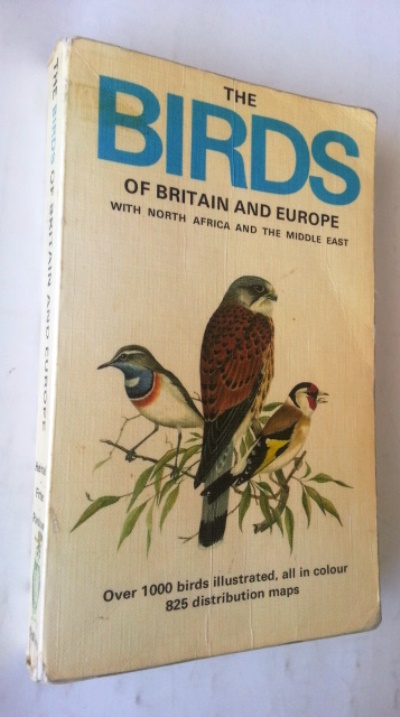 THE
BIRDS
OF BRITAIN AND EUROPE
WITH NORTH AFRICA AND THE MIDDLE EAST
Over 1000 birds illustrated, all in colour
825 distribution maps
THE BIRDS OF BRITAIN AND EUROPE